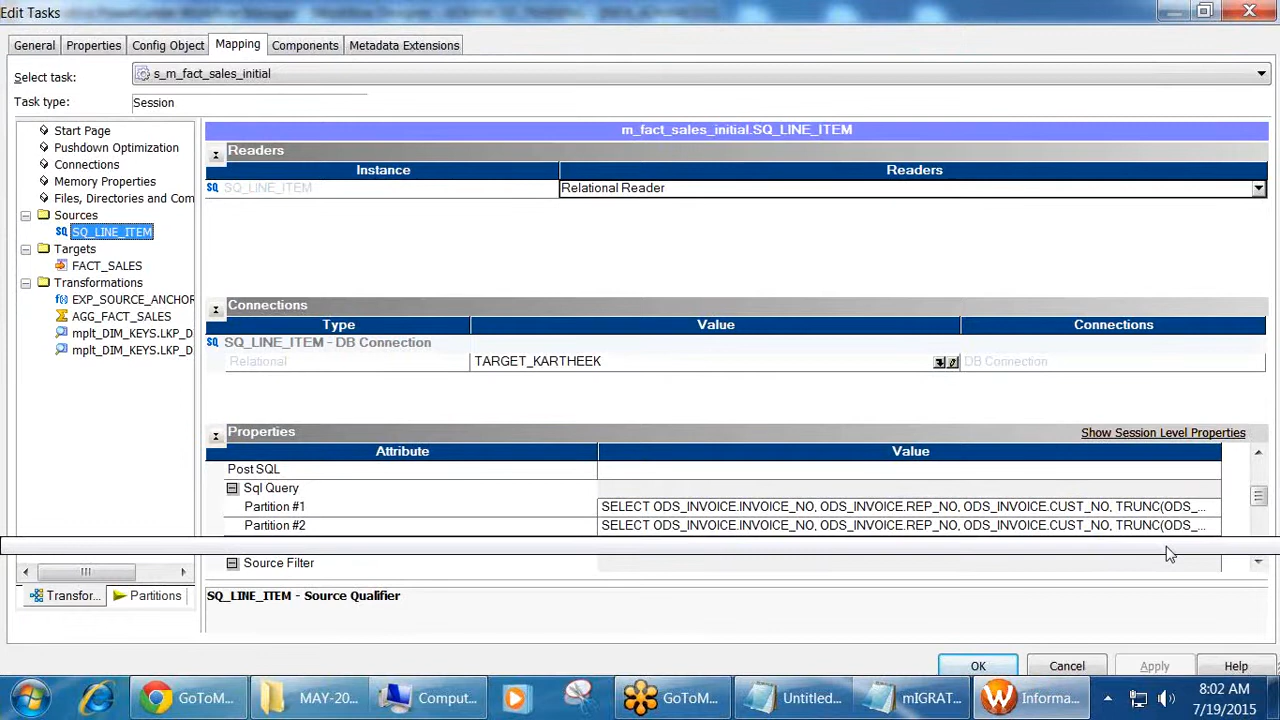 Edit Tasks
General
Properties
Config Object
Mapping
Components
Metadata Extensions
Select task:
s_m_fact_sales_initial
Task type:
Session
Start Page
Pushdown Optimization
Connections
Memory Properties
Files, Directories and Com
Sources
SQ_LINE_ITEM
Targets
FACT_SALES
Transformations
EXP_SOURCE_ANCHOR
AGG_FACT_SALES
mplt_DIM_KEYS.LKP_D
mplt_DIM_KEYS.LKP_D
Transfor...
Partitions
m_fact_sales_initial.SQ_LINE_ITEM
Readers
Instance
Readers
SQ_LINE_ITEM
Relational Reader
Connections
Type
Value
Connections
SQ_LINE_ITEM - DB Connection
Relational
TARGET_KARTHEEK
DB Connection
Properties
Show Session Level Properties
Attribute
Value
Post SQL
Sql Query
Partition #1
SELECT ODS_INVOICE.INVOICE_NO, ODS_INVOICE.REP_NO, ODS_INVOICE.CUST_NO, TRUNC(ODS_...
Partition #2
SELECT ODS_INVOICE.INVOICE_NO, ODS_INVOICE.REP_NO, ODS_INVOICE.CUST_NO, TRUNC(ODS_...
Source Filter
SQ_LINE_ITEM - Source Qualifier
OK
Cancel
Apply
Help
GoToM...
MAY-20...
Comput...
GoToM...
Untitled...
mIGRAT...
Informa...
8:02 AM
7/19/2015